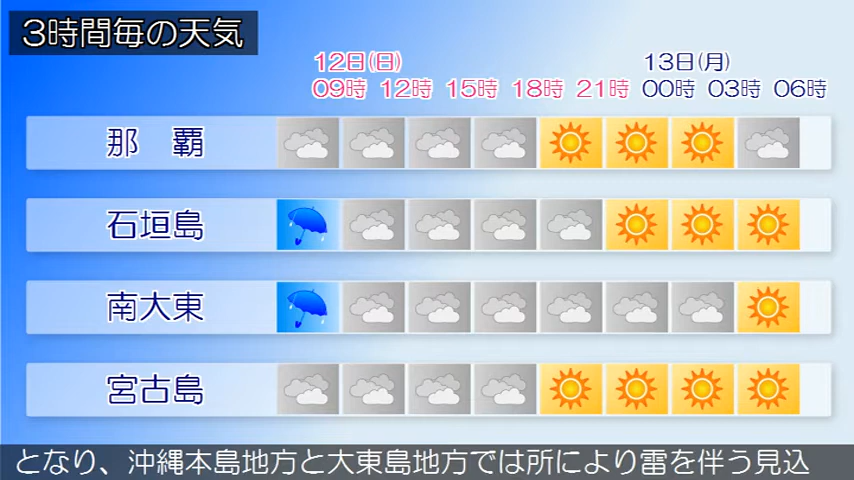 3時間毎の天気
12日(日) 13日(月)
09時 12時 15時 18時 21時 00時 03時 06時
那　覇
石垣島
南大東
宮古島
となり、沖縄本島地方と大東島地方では所により雷を伴う見込